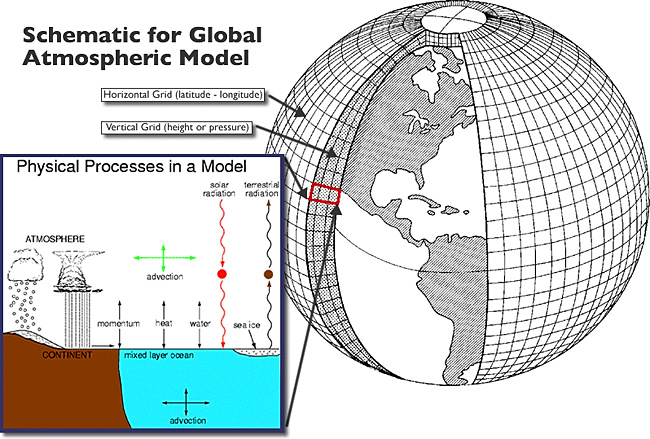 Schematic for Global
Atmospheric Model
Horizontal Grid (latitude - longitude)
Vertical Grid (height or pressure)
Physical Processes in a Model
solar
radiation
terrestrial
radiation
ATMOSPHERE
advection
momentum
heat
water
sea ice
CONTINENT
mixed layer ocean
advection